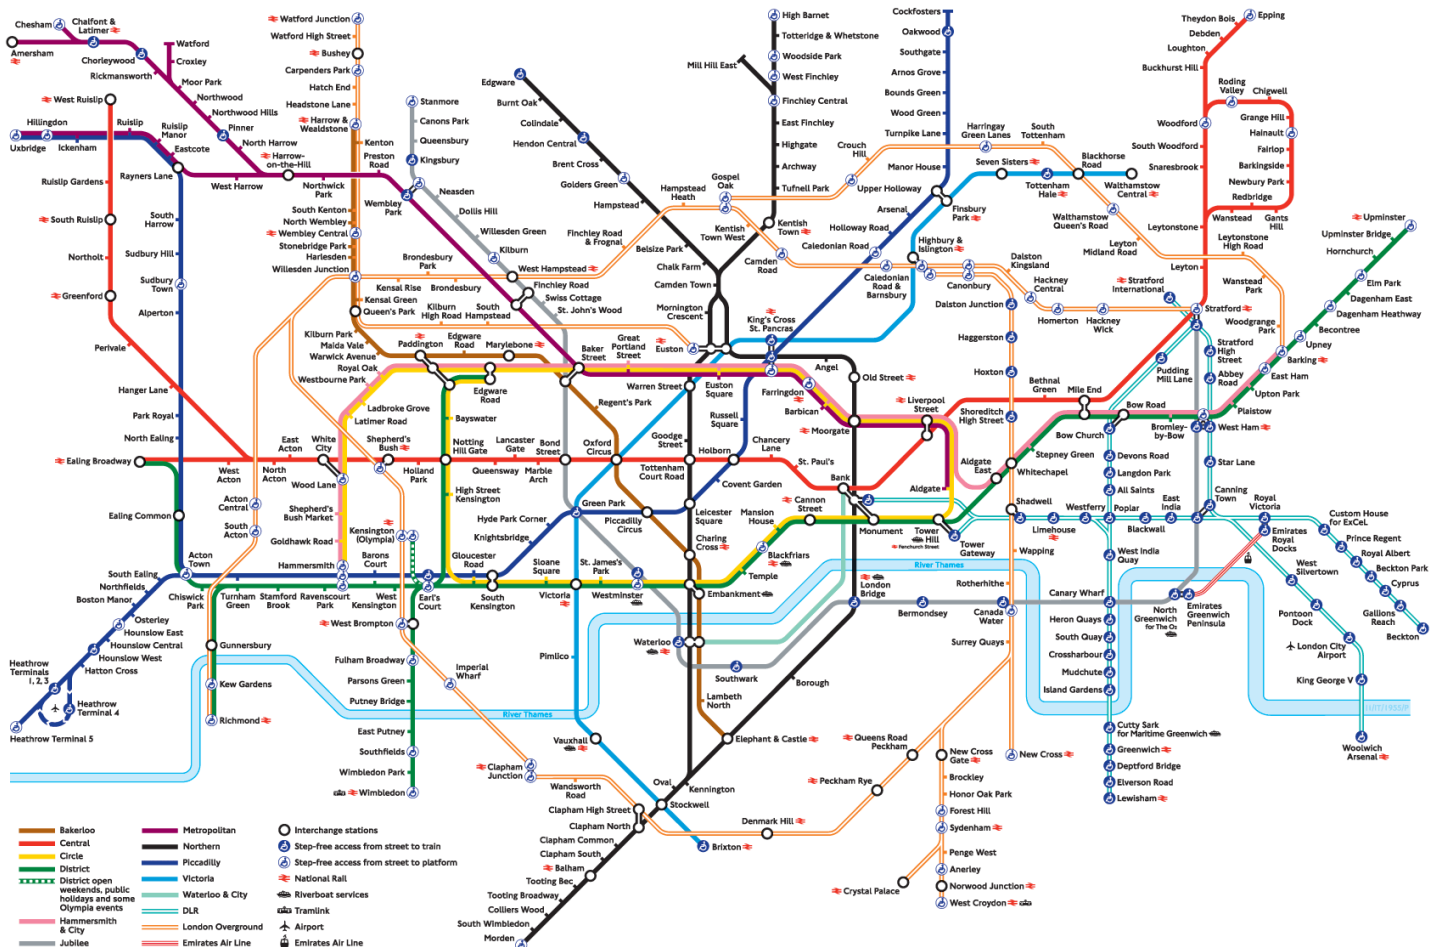 Chesham
Chalfont &
Latimer
Amersham
Chorleywood
Rickmansworth
Watford
Croxley
Moor Park
Northwood
Northwood Hills
Pinner
North Harrow
Harrow-
on-the-Hill
West Ruislip
Hillingdon
Uxbridge
Ickenham
Ruislip
Ruislip
Manor
Eastcote
Rayners Lane
West Harrow
Northwick
Park
Preston
Road
Wembley
Park
Ruislip Gardens
South Ruislip
Northolt
Greenford
Perivale
Hanger Lane
South
Harrow
Sudbury Hill
Sudbury
Town
Alperton
Park Royal
North Ealing
Ealing Broadway
Ealing Common
Watford Junction
Watford High Street
Bushey
Carpenders Park
Hatch End
Headstone Lane
Harrow &
Wealdstone
Kenton
South Kenton
North Wembley
Wembley Central
Stonebridge Park
Harlesden
Willesden Junction
Kensal Green
Queen's Park
Kilburn Park
Maida Vale
Warwick Avenue
Royal Oak
Westbourne Park
Paddington
Edgware
Road
Marylebone
Stanmore
Canons Park
Queensbury
Kingsbury
Neasden
Dollis Hill
Willesden Green
Kilburn
West Hampstead
Finchley Road
Swiss Cottage
St. John's Wood
Brondesbury
Park
Kensal Rise
Brondesbury
Kilburn
High Road
South
Hampstead
Edgware
Burnt Oak
Colindale
Hendon Central
Brent Cross
Golders Green
Hampstead
Belsize Park
Chalk Farm
Camden Town
Mornington
Crescent
Euston
Finchley Road
& Frognal
Hampstead
Heath
Gospel
Oak
Kentish
Town West
Camden
Road
High Barnet
Totteridge & Whetstone
Woodside Park
Mill Hill East
West Finchley
Finchley Central
East Finchley
Highgate
Archway
Tufnell Park
Kentish
Town
Cockfosters
Oakwood
Southgate
Arnos Grove
Bounds Green
Wood Green
Turnpike Lane
Manor House
Crouch
Hill
Upper Holloway
Harringay
Green Lanes
South
Tottenham
Seven Sisters
Blackhorse
Road
Tottenham
Hale
Walthamstow
Central
Finsbury
Park
Arsenal
Holloway Road
Caledonian Road
Highbury &
Islington
Caledonian
Road &
Barnsbury
Canonbury
Walthamstow
Queen's Road
Leyton
Midland Road
Dalston
Kingsland
Hackney
Central
Dalston Junction
Homerton
Hackney
Wick
Haggerston
Hoxton
Shoreditch
High Street
Epping
Theydon Bois
Debden
Loughton
Buckhurst Hill
Roding
Valley
Chigwell
Grange Hill
Hainault
Fairlop
Barkingside
Newbury Park
Redbridge
Gants
Hill
Wanstead
Woodford
South Woodford
Snaresbrook
Leytonstone
Leytonstone
High Road
Leyton
Wanstead
Park
Woodgrange
Park
Stratford
International
Stratford
Upminster
Upminster Bridge
Hornchurch
Elm Park
Dagenham East
Dagenham Heathway
Becontree
Upney
Barking
East Ham
Upton Park
Plaistow
West Ham
Stratford
High
Street
Abbey
Road
Pudding
Mill Lane
Bromley-
by-Bow
Bow Road
Bow Church
Mile End
Bethnal
Green
Stepney Green
Whitechapel
Aldgate
East
Aldgate
Devons Road
Langdon Park
All Saints
Star Lane
Canning
Town
Royal
Victoria
Custom House
for ExCeL
Prince Regent
Royal Albert
Beckton Park
Cyprus
Gallions
Reach
Beckton
Emirates
Royal
Docks
West
Silvertown
Pontoon
Dock
London City
Airport
King George V
Woolwich
Arsenal
Emirates
Greenwich
Peninsula
North
Greenwich
for The O2
Shadwell
Limehouse
Westferry
Poplar
East
India
Blackwall
West India
Quay
Canary Wharf
Heron Quays
South Quay
Crossharbour
Mudchute
Island Gardens
Cutty Sark
for Maritime Greenwich
Greenwich
Deptford Bridge
Elverson Road
Lewisham
Wapping
Rotherhithe
Canada
Water
Surrey Quays
New Cross
Queens Road
Peckham
New Cross
Gate
Peckham Rye
Denmark Hill
Brockley
Honor Oak Park
Forest Hill
Sydenham
Penge West
Anerley
Norwood Junction
West Croydon
Crystal Palace
Baker
Street
Great
Portland
Street
Euston
Square
King's Cross
St. Pancras
Warren Street
Regent's Park
Goodge
Street
Russell
Square
Farringdon
Barbican
Moorgate
Angel
Old Street
Liverpool
Street
Edgware
Road
Ladbroke Grove
Latimer Road
Bayswater
Notting
Hill Gate
Lancaster
Gate
Queensway
Marble
Arch
Bond
Street
Oxford
Circus
Tottenham
Court Road
Holborn
Chancery
Lane
St. Paul's
Bank
Covent Garden
Leicester
Square
Piccadilly
Circus
Green Park
Hyde Park Corner
Knightsbridge
High Street
Kensington
Holland
Park
Shepherd's
Bush
White
City
Wood Lane
East
Acton
North
Acton
West
Acton
Acton
Central
South
Acton
Shepherd's
Bush Market
Goldhawk Road
Hammersmith
Kensington
(Olympia)
Barons
Court
Gloucester
Road
Sloane
Square
St. James's
Park
Victoria
Westminster
South
Kensington
Earl's
Court
West
Kensington
Ravenscourt
Park
Stamford
Brook
Turnham
Green
Chiswick
Park
Acton
Town
South Ealing
Northfields
Boston Manor
Osterley
Hounslow East
Hounslow Central
Hounslow West
Hatton Cross
Heathrow
Terminals
1, 2, 3
Heathrow
Terminal 4
Heathrow Terminal 5
Gunnersbury
Kew Gardens
Richmond
West Brompton
Fulham Broadway
Parsons Green
Putney Bridge
East Putney
Southfields
Wimbledon Park
Wimbledon
Imperial
Wharf
Clapham
Junction
Wandsworth
Road
Clapham High Street
Clapham North
Clapham Common
Clapham South
Balham
Tooting Bec
Tooting Broadway
Colliers Wood
South Wimbledon
Morden
Pimlico
Vauxhall
Stockwell
Brixton
Oval
Kennington
Elephant & Castle
Lambeth
North
Borough
Waterloo
Southwark
London
Bridge
Bermondsey
Charing
Cross
Embankment
Temple
Blackfriars
Mansion
House
Cannon
Street
Monument
Tower
Hill
Fenchurch Street
Tower
Gateway
River Thames
River Thames
Bakerloo
Central
Circle
District
District open
weekends, public
holidays and some
Olympia events
Hammersmith
& City
Jubilee
Metropolitan
Northern
Piccadilly
Victoria
Waterloo & City
DLR
London Overground
Emirates Air Line
Interchange stations
Step-free access from street to train
Step-free access from street to platform
National Rail
Riverboat services
Tramlink
Airport
Emirates Air Line